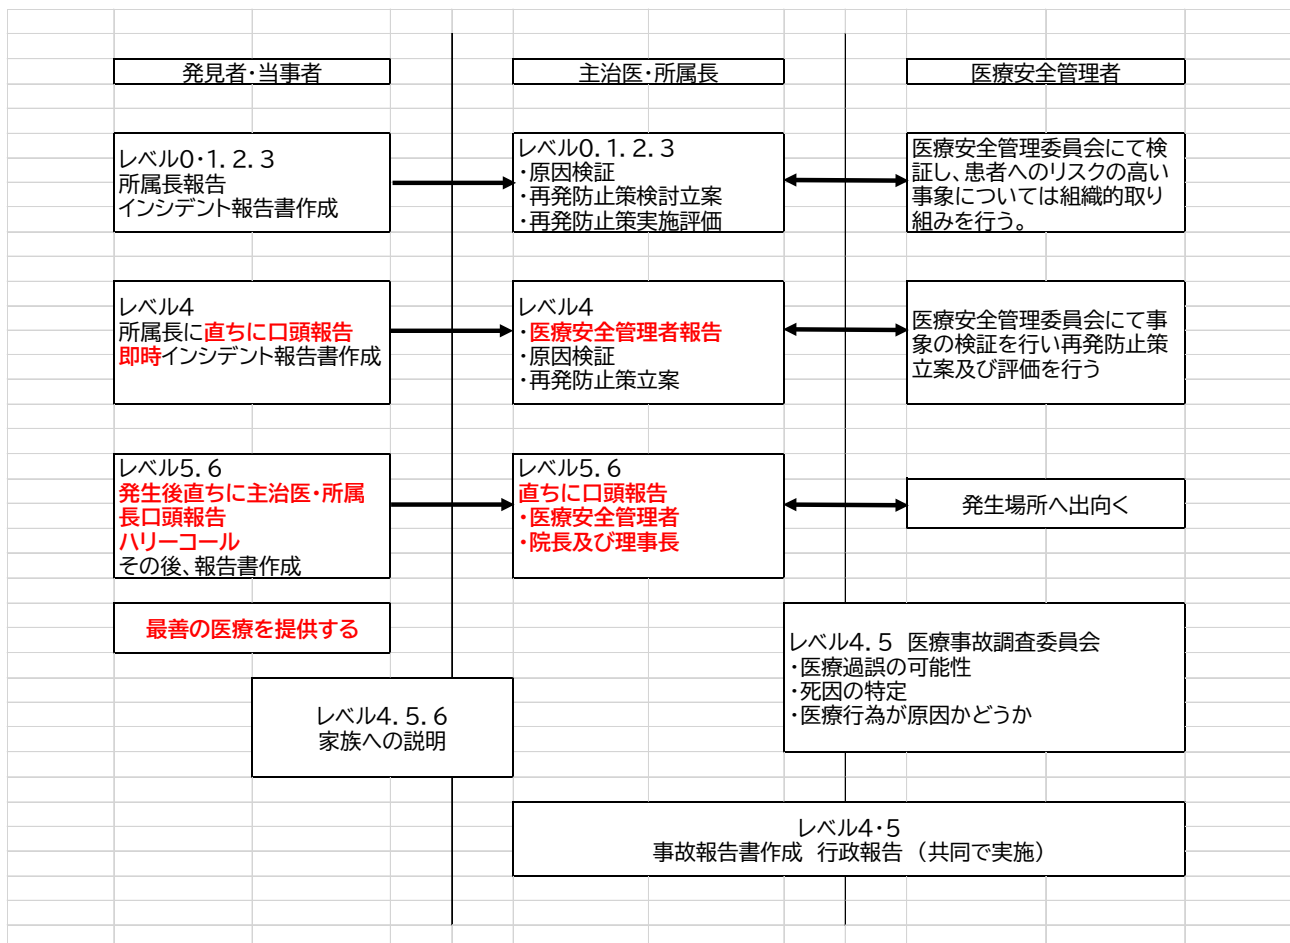 発見者・当事者
主治医・所属長
医療安全管理者
レベル0・1．2．3
所属長報告
インシデント報告書作成
レベル0．1．2．3
・原因検証
・再発防止策検討立案
・再発防止策実施評価
医療安全管理委員会にて検
証し、患者へのリスクの高い
事象については組織的取り
組みを行う。
レベル4
所属長に直ちに口頭報告
即時インシデント報告書作成
レベル4
・医療安全管理者報告
・原因検証
・再発防止策立案
医療安全管理委員会にて事
象の検証を行い再発防止策
立案及び評価を行う
レベル5．6
発生後直ちに主治医・所属
長口頭報告
ハリーコール
その後、報告書作成
レベル5．6
直ちに口頭報告
・医療安全管理者
・院長及び理事長
発生場所へ出向く
最善の医療を提供する
レベル4．5　医療事故調査委員会
・医療過誤の可能性
・死因の特定
・医療行為が原因かどうか
レベル4．5．6
家族への説明
レベル4・5
事故報告書作成　行政報告　（共同で実施）